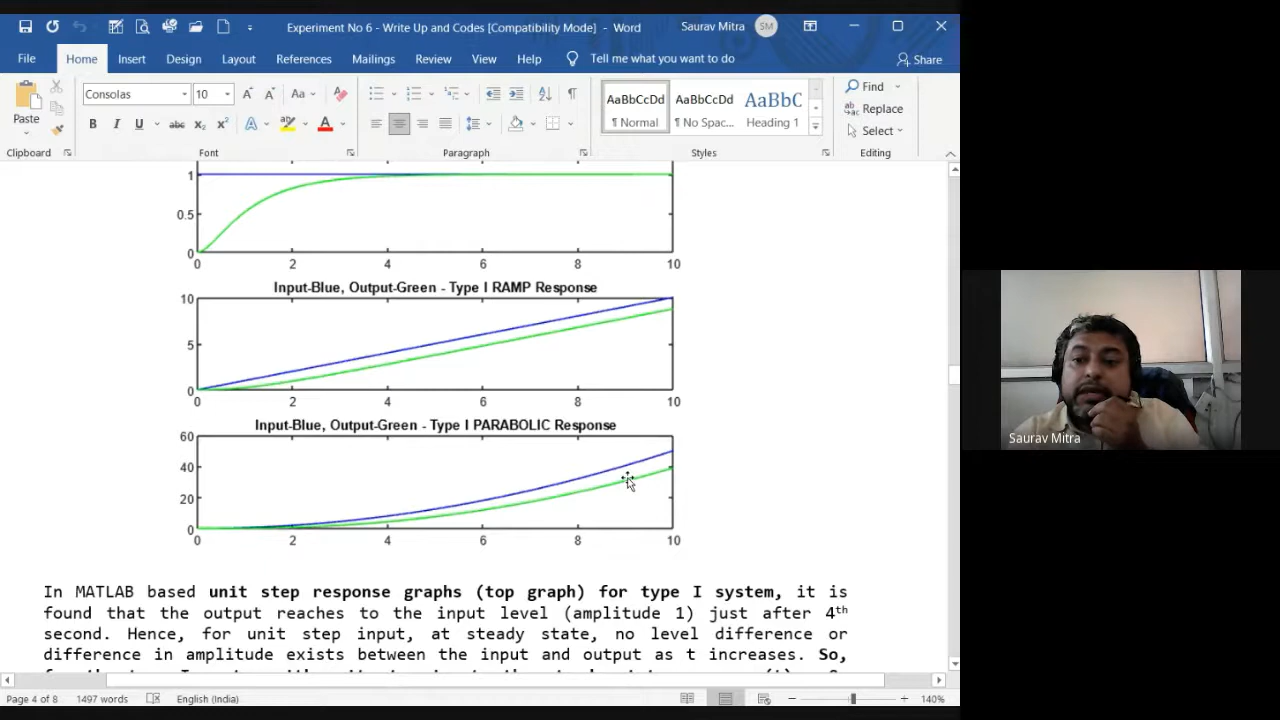 Experiment No 6 - Write Up and Codes [Compatibility Mode] - Word
Saurav Mitra
SM
File Home Insert Design Layout References Mailings Review View Help Tell me what you want to do Share
Paste
Consolas 10
Aa
AaBbCcDd AaBbCcDd AaBbC
¶ Normal ¶ No Spac... Heading 1
Find
Replace
Select
B I U abc x₂ x² A A
Clipboard Font Paragraph Styles Editing
1
0.5
0
0 2 4 6 8 10
Input-Blue, Output-Green - Type I RAMP Response
10
5
0
0 2 4 6 8 10
Input-Blue, Output-Green - Type I PARABOLIC Response
60
40
20
0
0 2 4 6 8 10
In MATLAB based unit step response graphs (top graph) for type I system, it is
found that the output reaches to the input level (amplitude 1) just after 4th
second. Hence, for unit step input, at steady state, no level difference or
difference in amplitude exists between the input and output as t increases. So,
Page 4 of 8 1497 words English (India) 140%
Saurav Mitra